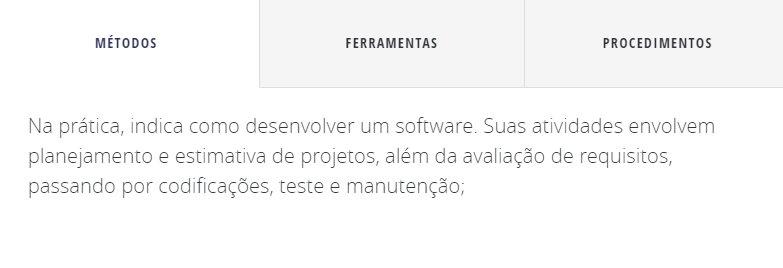 MÉTODOS
FERRAMENTAS
PROCEDIMENTOS
Na prática, indica como desenvolver um software. Suas atividades envolvem
planejamento e estimativa de projetos, além da avaliação de requisitos,
passando por codificações, teste e manutenção;